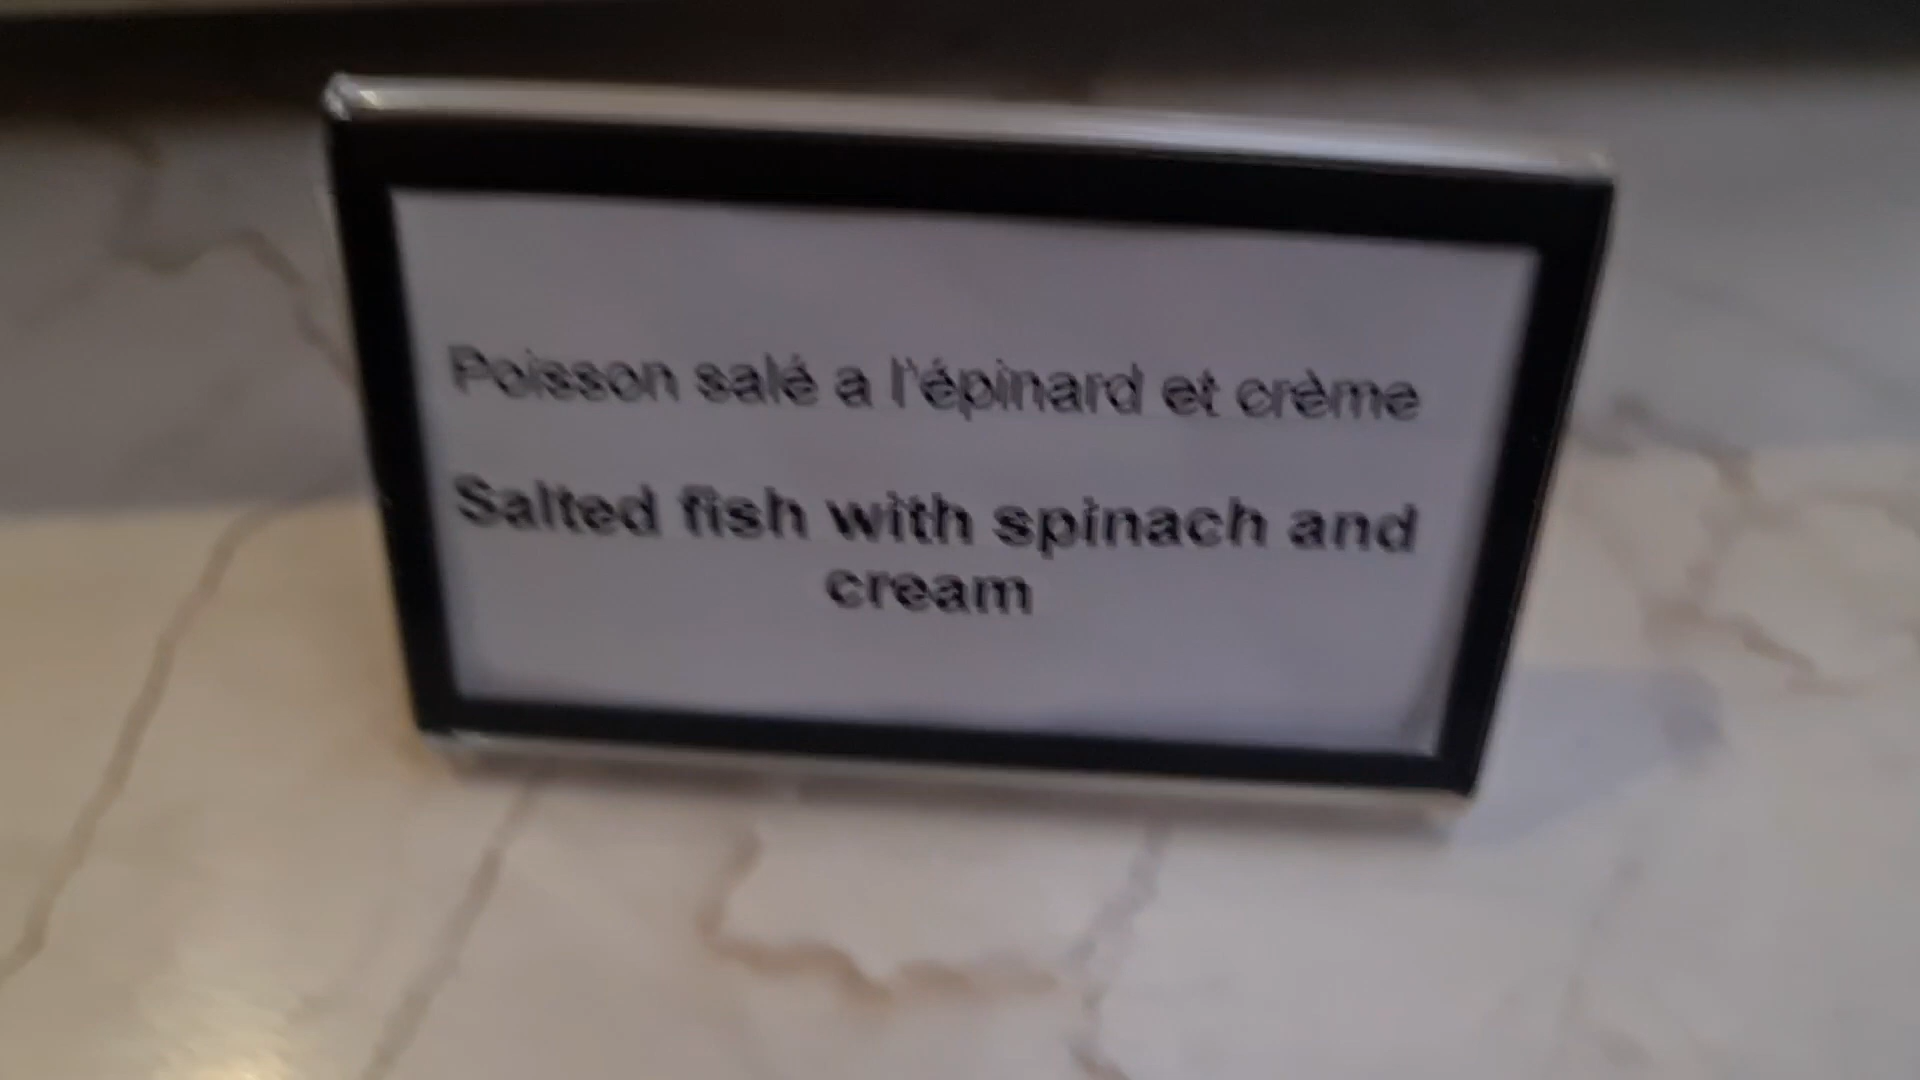 Poisson salé a l'épinard et crème
Salted fish with spinach and
cream